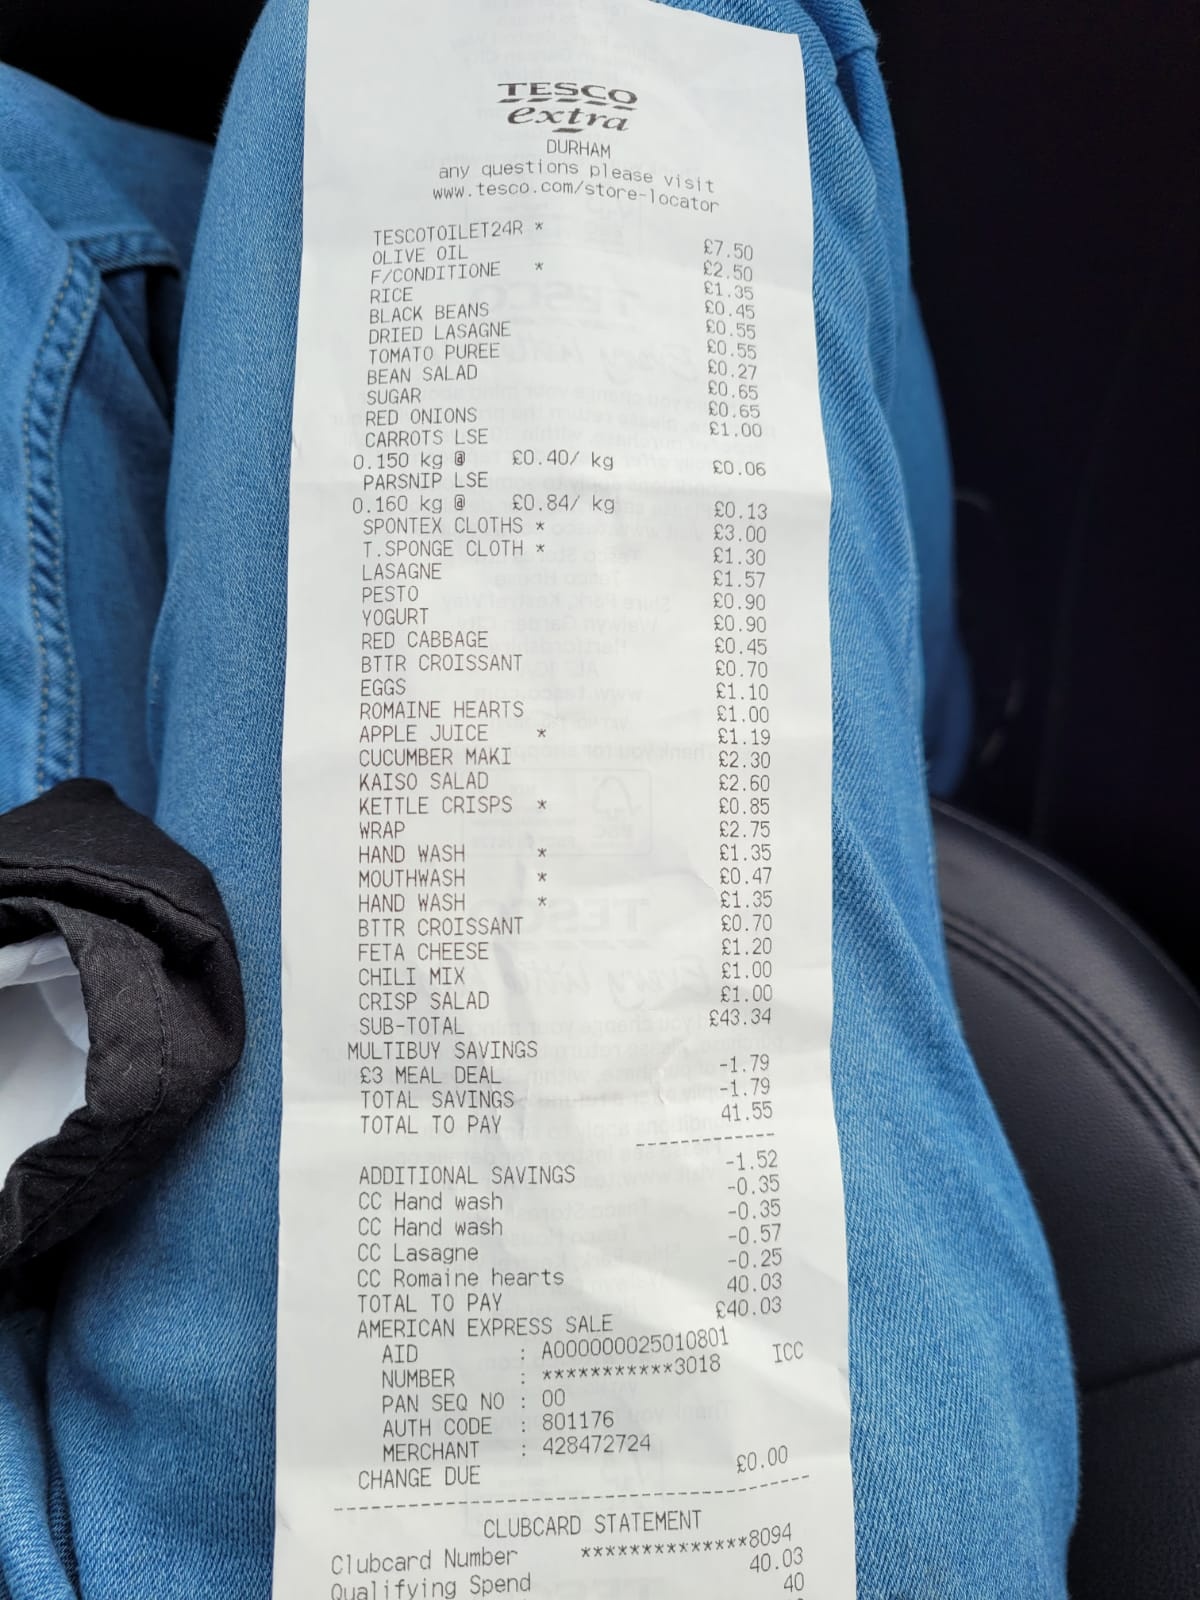 TESCO
extra
DURHAM
any questions please visit
www.tesco.com/store-locator
TESCOTOILET24R * £7.50
OLIVE OIL £2.50
F/CONDITIONE * £1.35
RICE £0.45
BLACK BEANS £0.55
DRIED LASAGNE £0.55
TOMATO PUREE £0.27
BEAN SALAD £0.65
SUGAR £0.65
RED ONIONS £1.00
CARROTS LSE
0.150 kg @ £0.40/ kg £0.06
PARSNIP LSE
0.160 kg @ £0.84/ kg £0.13
SPONTEX CLOTHS * £3.00
T.SPONGE CLOTH * £1.30
LASAGNE £1.57
PESTO £0.90
YOGURT £0.90
RED CABBAGE £0.45
BTTR CROISSANT £0.70
EGGS £1.10
ROMAINE HEARTS £1.00
APPLE JUICE * £1.19
CUCUMBER MAKI £2.30
KAISO SALAD £2.60
KETTLE CRISPS * £0.85
WRAP £2.75
HAND WASH * £1.35
MOUTHWASH * £0.47
HAND WASH * £1.35
BTTR CROISSANT £0.70
FETA CHEESE £1.20
CHILI MIX £1.00
CRISP SALAD £1.00
SUB-TOTAL £43.34
MULTIBUY SAVINGS
£3 MEAL DEAL -1.79
TOTAL SAVINGS -1.79
TOTAL TO PAY 41.55
ADDITIONAL SAVINGS -1.52
CC Hand wash -0.35
CC Hand wash -0.35
CC Lasagne -0.57
CC Romaine hearts -0.25
TOTAL TO PAY 40.03
AMERICAN EXPRESS SALE £40.03
AID : A000000025010801
NUMBER : ***********3018 ICC
PAN SEQ NO : 00
AUTH CODE : 801176
MERCHANT : 428472724
CHANGE DUE £0.00
CLUBCARD STATEMENT
Clubcard Number **************8094
Qualifying Spend 40.03
40